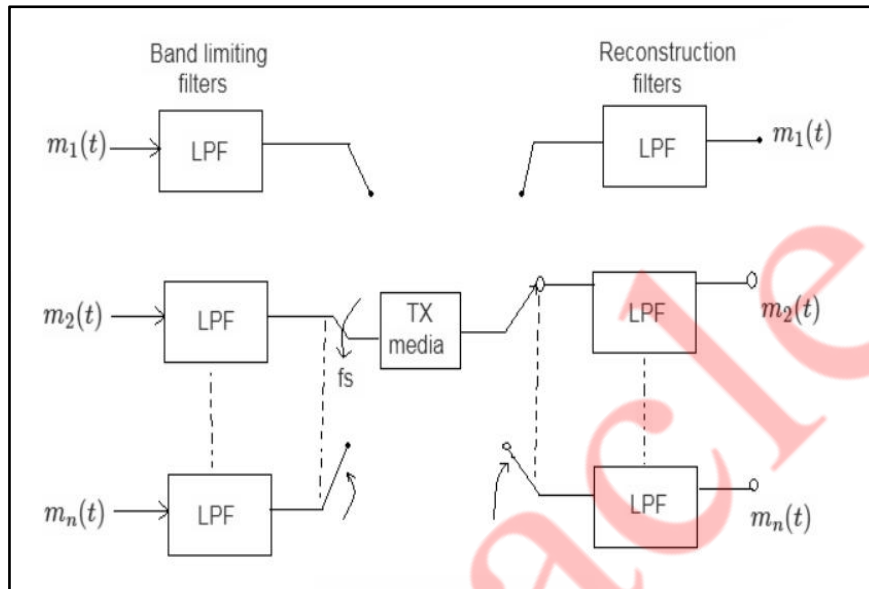 Band limiting
filters
Reconstruction
filters
m₁(t)
LPF
LPF
m₁(t)
m₂(t)
LPF
fs
TX
media
LPF
m₂(t)
mₙ(t)
LPF
LPF
mₙ(t)
acle